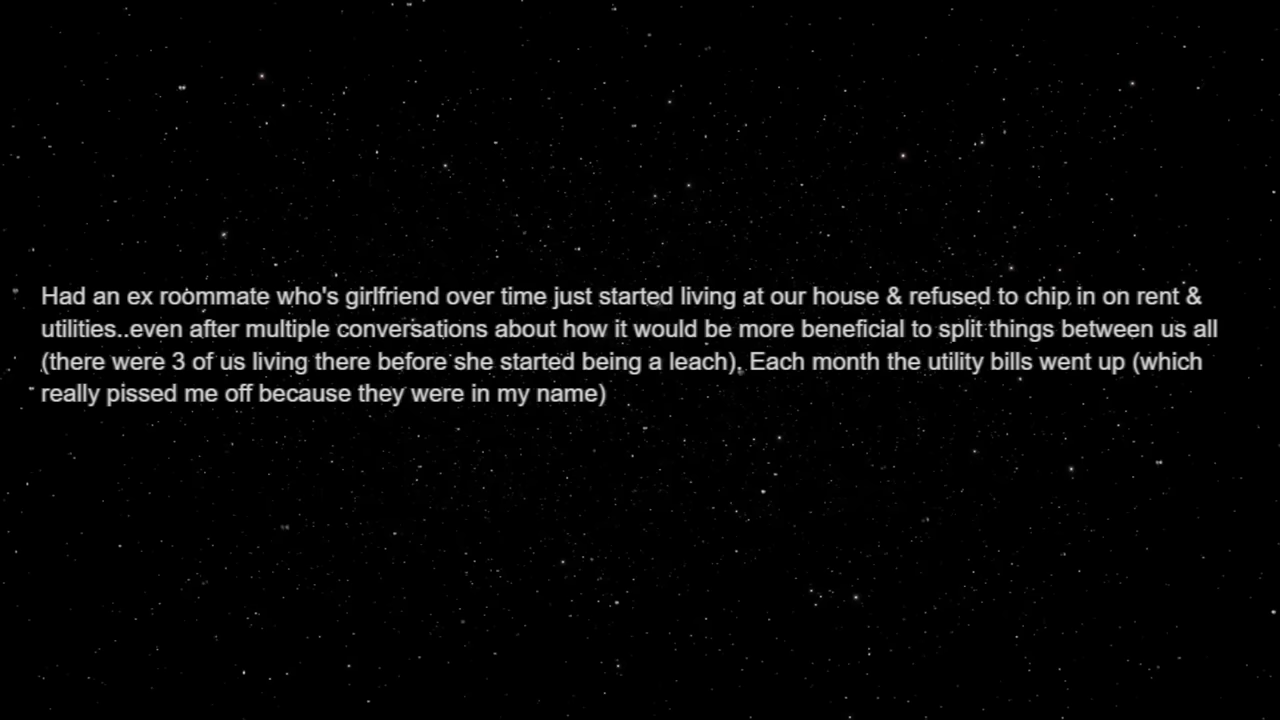 Had an ex roommate who's girlfriend over time just started living at our house & refused to chip in on rent &
utilities..even after multiple conversations about how it would be more beneficial to split things between us all
(there were 3 of us living there before she started being a leach). Each month the utility bills went up (which
really pissed me off because they were in my name)